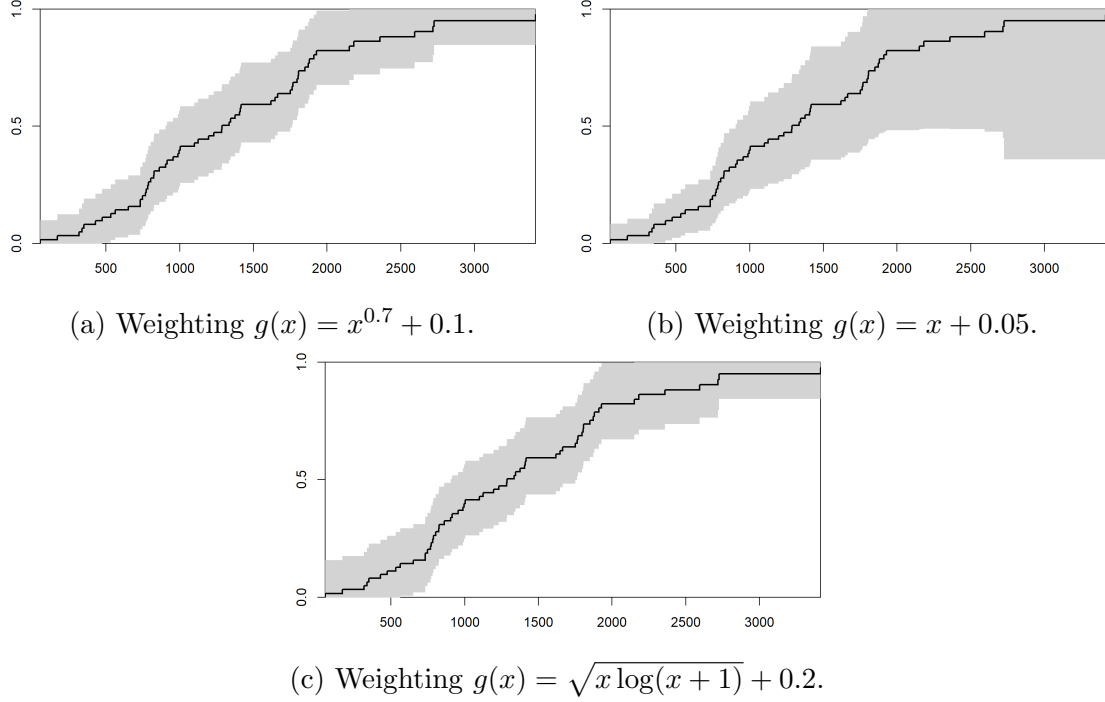 1.0
0.5
0.0
500 1000 1500 2000 2500 3000
1.0
0.5
0.0
500 1000 1500 2000 2500 3000
(a) Weighting g(x) = x^0.7 + 0.1.
(b) Weighting g(x) = x + 0.05.
1.0
0.5
0.0
500 1000 1500 2000 2500 3000
(c) Weighting g(x) = √(x log(x + 1)) + 0.2.